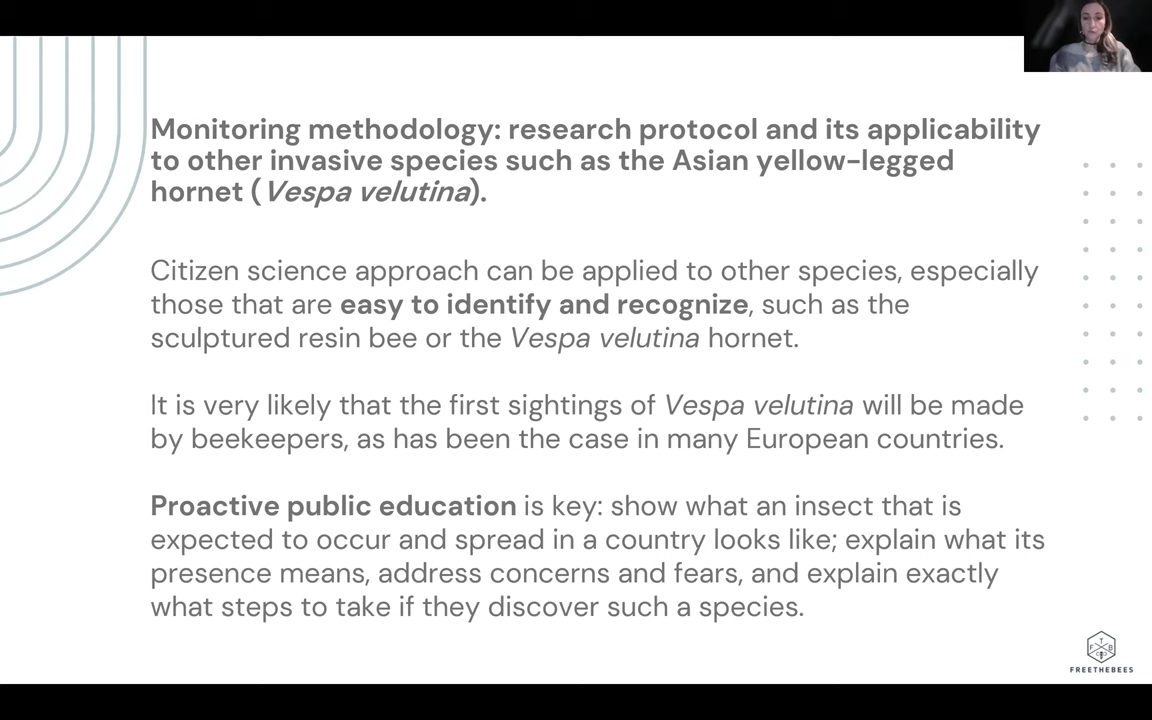 Monitoring methodology: research protocol and its applicability
to other invasive species such as the Asian yellow-legged
hornet (Vespa velutina).
Citizen science approach can be applied to other species, especially
those that are easy to identify and recognize, such as the
sculptured resin bee or the Vespa velutina hornet.
It is very likely that the first sightings of Vespa velutina will be made
by beekeepers, as has been the case in many European countries.
Proactive public education is key: show what an insect that is
expected to occur and spread in a country looks like; explain what its
presence means, address concerns and fears, and explain exactly
what steps to take if they discover such a species.
F T B
FREETHEBEES